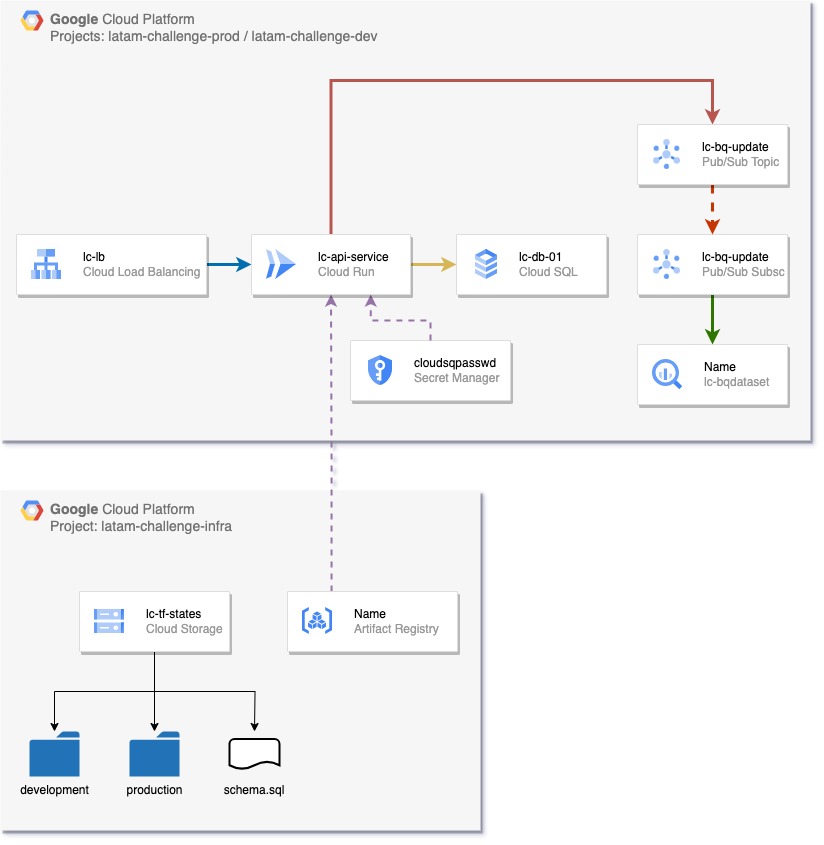 Google Cloud Platform
Projects: latam-challenge-prod / latam-challenge-dev
lc-bq-update
Pub/Sub Topic
lc-lb
Cloud Load Balancing
lc-api-service
Cloud Run
lc-db-01
Cloud SQL
lc-bq-update
Pub/Sub Subsc
cloudsqpasswd
Secret Manager
Name
lc-bqdataset
Google Cloud Platform
Project: latam-challenge-infra
lc-tf-states
Cloud Storage
Name
Artifact Registry
development
production
schema.sql